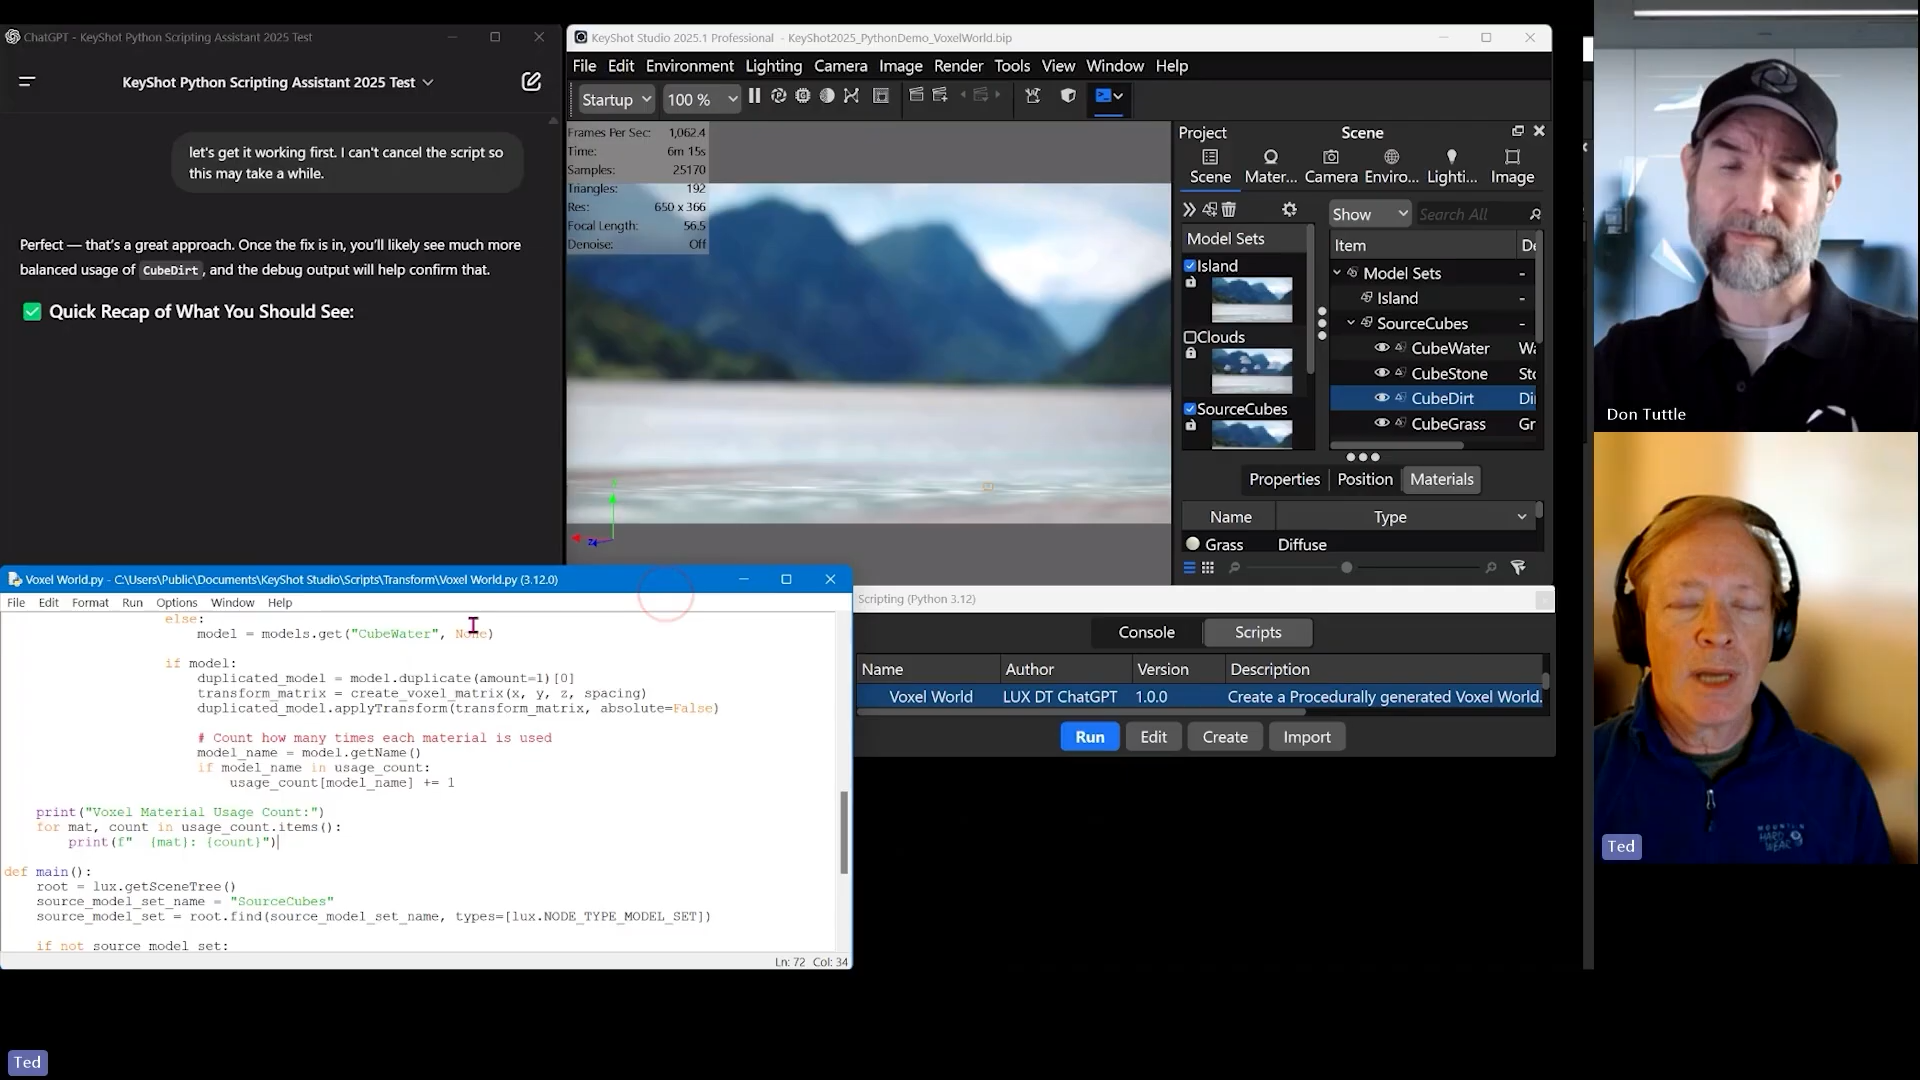 ChatGPT - KeyShot Python Scripting Assistant 2025 Test
KeyShot Python Scripting Assistant 2025 Test
let's get it working first. I can't cancel the script so
this may take a while.
Perfect — that's a great approach. Once the fix is in, you'll likely see much more
balanced usage of CubeDirt, and the debug output will help confirm that.
Quick Recap of What You Should See:
KeyShot Studio 2025.1 Professional - KeyShot2025_PythonDemo_VoxelWorld.bip
File Edit Environment Lighting Camera Image Render Tools View Window Help
Startup 100 %
Frames Per Sec: 1,062.4
Time: 6m 15s
Samples: 25170
Triangles: 192
Res: 650 x 366
Focal Length: 56.5
Denoise: Off
Project Scene
Scene Mater... Camera Enviro... Lighti... Image
Show Search All
Model Sets
Island
Clouds
SourceCubes
Item
Model Sets -
Island -
SourceCubes -
CubeWater
CubeStone
CubeDirt
CubeGrass Gr
Properties Position Materials
Name Type
Grass Diffuse
Voxel World.py - C:\Users\Public\Documents\KeyShot Studio\Scripts\Transform\Voxel World.py (3.12.0)
File Edit Format Run Options Window Help
else:
model = models.get("CubeWater", None)
if model:
duplicated_model = model.duplicate(amount=1)[0]
transform_matrix = create_voxel_matrix(x, y, z, spacing)
duplicated_model.applyTransform(transform_matrix, absolute=False)
# Count how many times each material is used
model_name = model.getName()
if model_name in usage_count:
usage_count[model_name] += 1
print("Voxel Material Usage Count:")
for mat, count in usage_count.items():
print(f"  {mat}: {count}")
def main():
root = lux.getSceneTree()
source_model_set_name = "SourceCubes"
source_model_set = root.find(source_model_set_name, types=[lux.NODE_TYPE_MODEL_SET])
if not source_model_set:
Ln: 72 Col: 34
Scripting (Python 3.12)
Console Scripts
Name Author Version Description
Voxel World LUX DT ChatGPT 1.0.0 Create a Procedurally generated Voxel World.
Run Edit Create Import
Don Tuttle
MOUNTAIN
HARD
WEAR
Ted
Ted